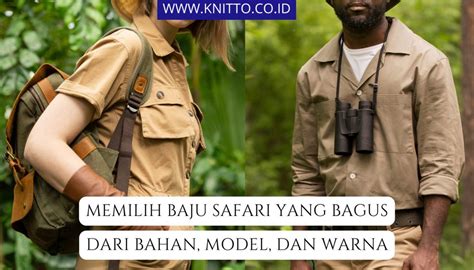 WWW.KNITTO.CO.ID
MEMILIH BAJU SAFARI YANG BAGUS
DARI BAHAN, MODEL, DAN WARNA